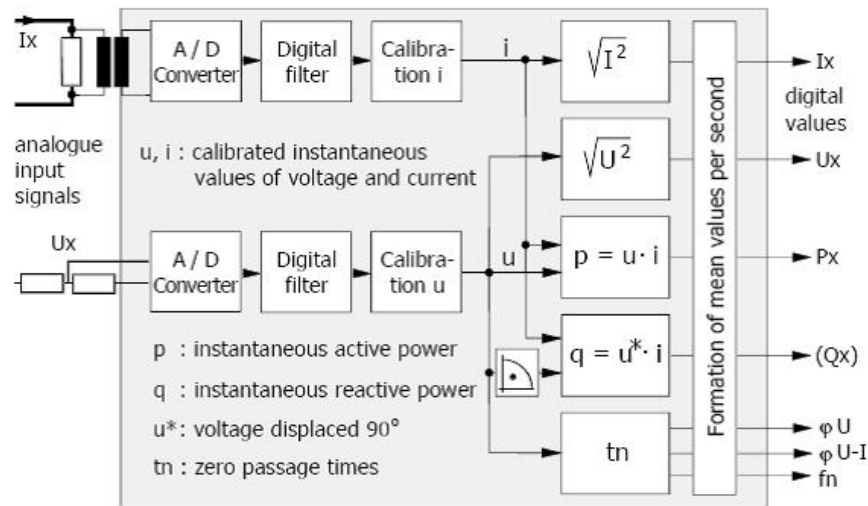 Ix
A / D
Converter
Digital
filter
Calibra-
tion i
i
√I²
Ix
digital
values
analogue
input
signals
u, i : calibrated instantaneous
values of voltage and current
√U²
Ux
Ux
A / D
Converter
Digital
filter
Calibra-
tion u
u
p = u · i
Px
p : instantaneous active power
q : instantaneous reactive power
u*: voltage displaced 90°
tn : zero passage times
q = u*· i
(Qx)
tn
φ U
φ U-I
fn
Formation of mean values per second